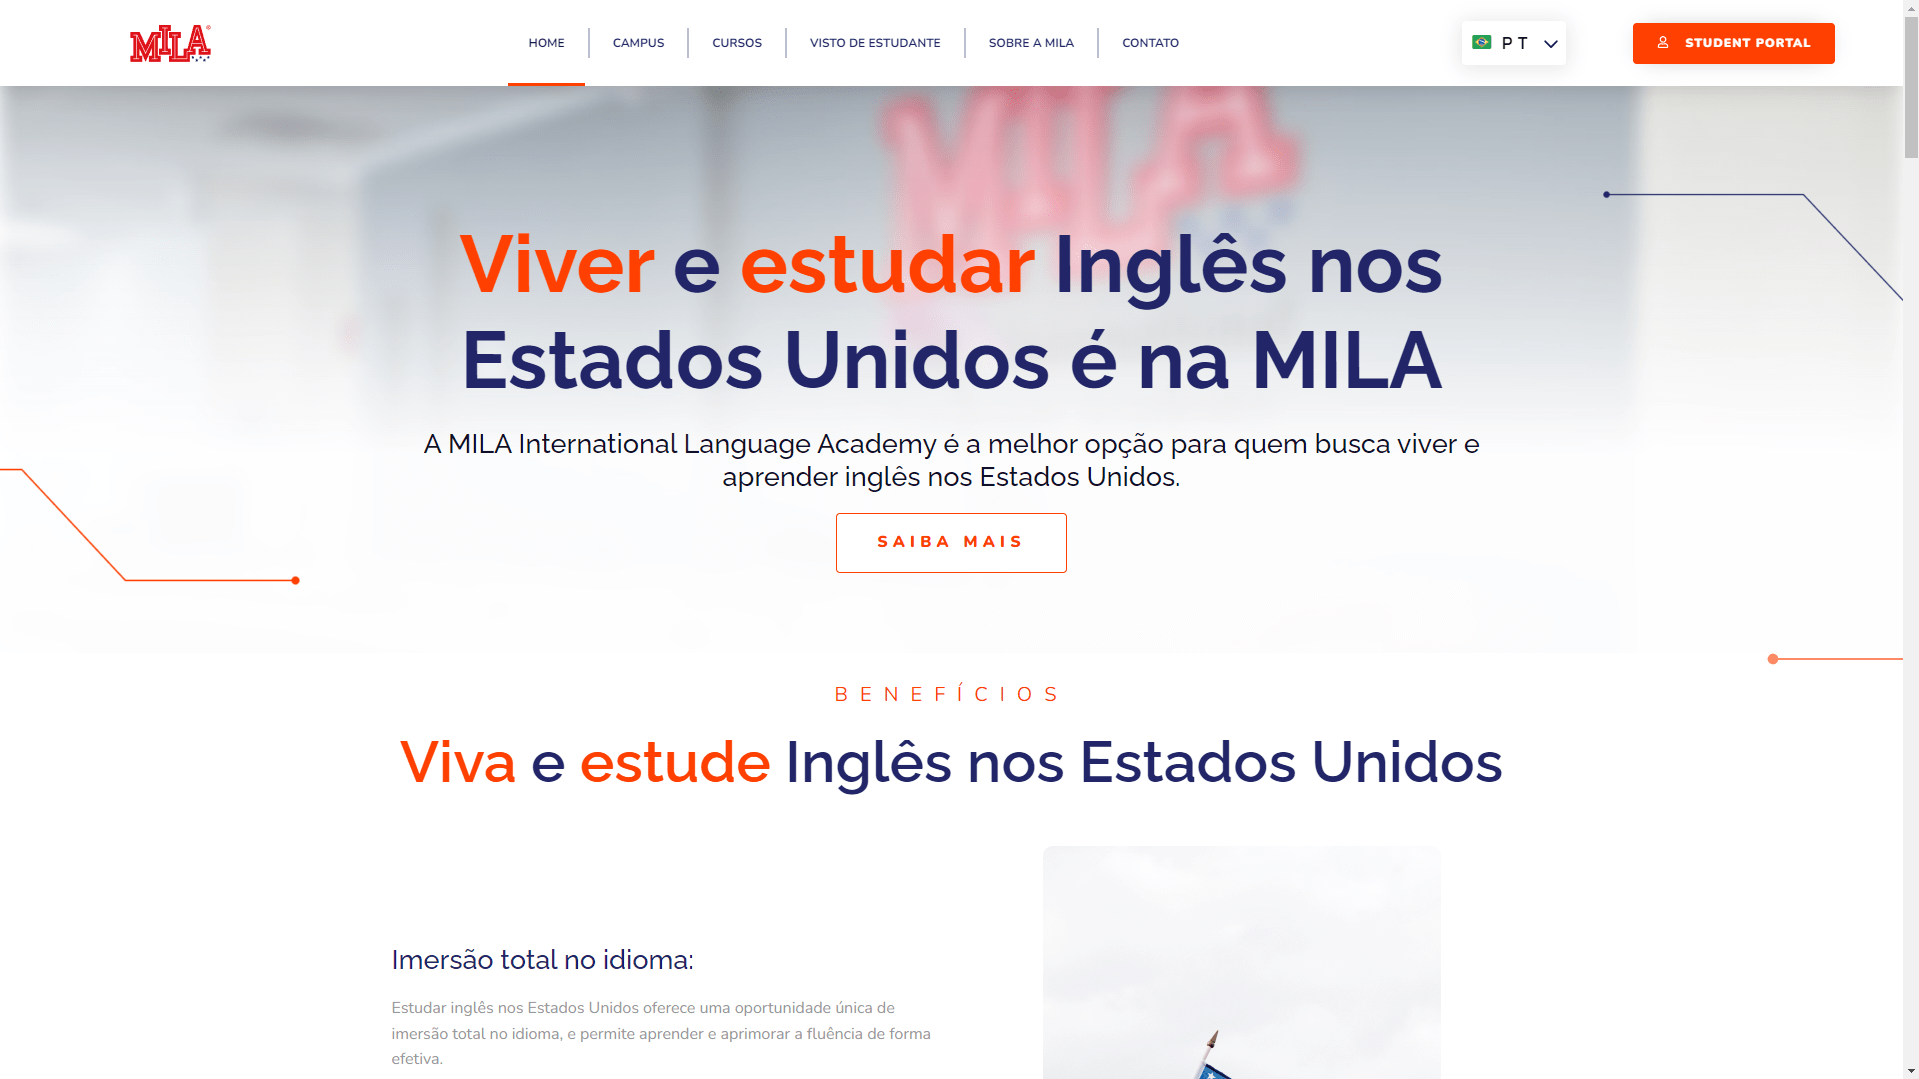 MILA
HOME
CAMPUS
CURSOS
VISTO DE ESTUDANTE
SOBRE A MILA
CONTATO
PT
STUDENT PORTAL
MILA
Viver e estudar Inglês nos
Estados Unidos é na MILA
A MILA International Language Academy é a melhor opção para quem busca viver e
aprender inglês nos Estados Unidos.
SAIBA MAIS
BENEFÍCIOS
Viva e estude Inglês nos Estados Unidos
Imersão total no idioma:
Estudar inglês nos Estados Unidos oferece uma oportunidade única de
imersão total no idioma, e permite aprender e aprimorar a fluência de forma
efetiva.